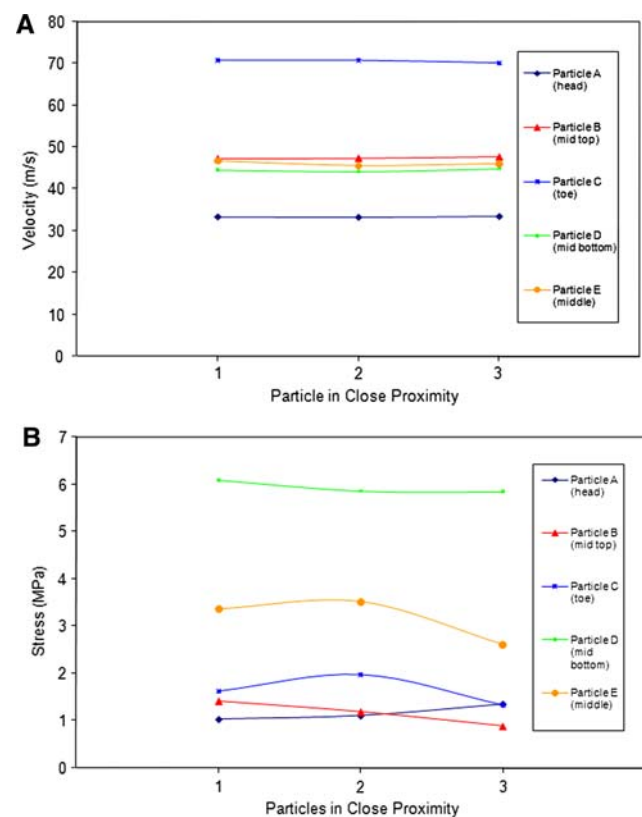 A
80
70
60
50
40
30
20
10
0
Velocity (m/s)
1 2 3
Particle in Close Proximity
Particle A
(head)
Particle B
(mid top)
Particle C
(toe)
Particle D
(mid bottom)
Particle E
(middle)
B
7
6
5
4
3
2
1
0
Stress (MPa)
1 2 3
Particles in Close Proximity
Particle A
(head)
Particle B
(mid top)
Particle C
(toe)
Particle D
(mid
bottom)
Particle E
(middle)